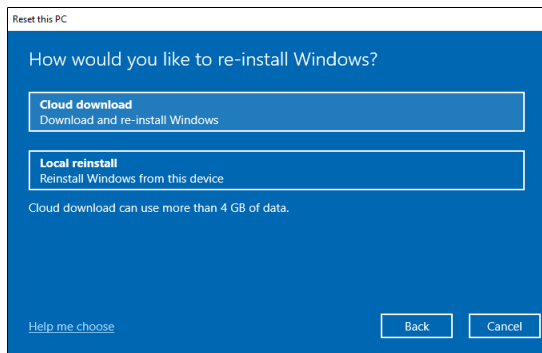 Reset this PC
How would you like to re-install Windows?
Cloud download
Download and re-install Windows
Local reinstall
Reinstall Windows from this device
Cloud download can use more than 4 GB of data.
Help me choose
Back
Cancel